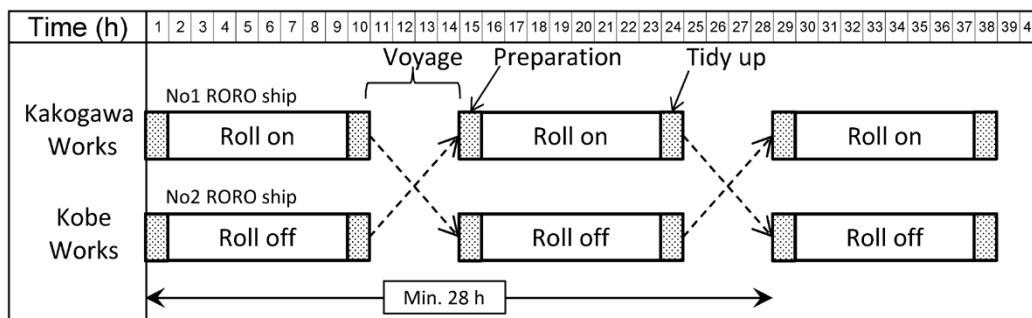 Time (h) 1 2 3 4 5 6 7 8 9 10 11 12 13 14 15 16 17 18 19 20 21 22 23 24 25 26 27 28 29 30 31 32 33 34 35 36 37 38 39 4
Voyage Preparation Tidy up
No1 RORO ship
Kakogawa
Works
Roll on Roll on Roll on
No2 RORO ship
Kobe
Works
Roll off Roll off Roll off
Min. 28 h